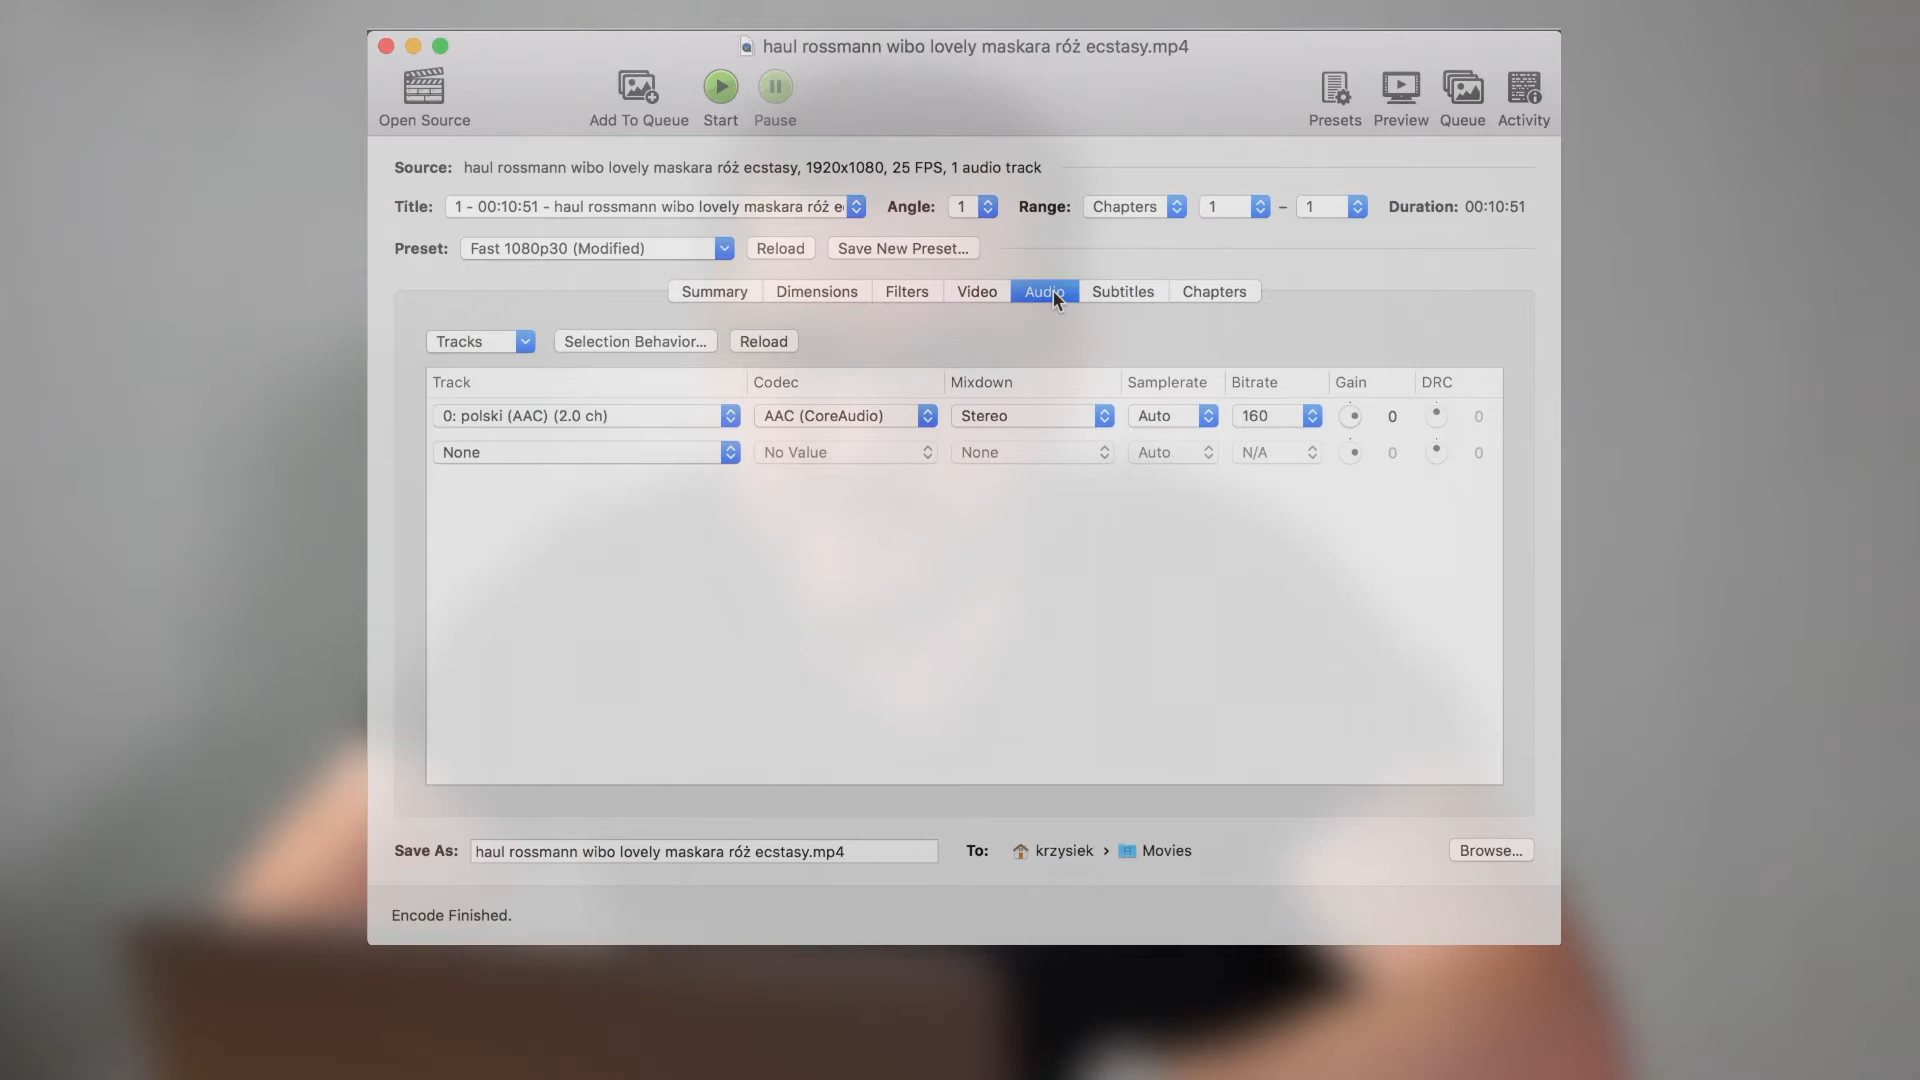 haul rossmann wibo lovely maskara róż ecstasy.mp4
Open Source
Add To Queue
Start
Pause
Presets
Preview
Queue
Activity
Source: haul rossmann wibo lovely maskara róż ecstasy, 1920x1080, 25 FPS, 1 audio track
Title: 1 - 00:10:51 - haul rossmann wibo lovely maskara róż e Angle: 1 Range: Chapters 1 – 1 Duration: 00:10:51
Preset: Fast 1080p30 (Modified) Reload Save New Preset...
Summary Dimensions Filters Video Audio Subtitles Chapters
Tracks Selection Behavior... Reload
Track Codec Mixdown Samplerate Bitrate Gain DRC
0: polski (AAC) (2.0 ch) AAC (CoreAudio) Stereo Auto 160 0 0
None No Value None Auto N/A 0 0
Save As: haul rossmann wibo lovely maskara róż ecstasy.mp4 To: krzysiek › Movies Browse...
Encode Finished.